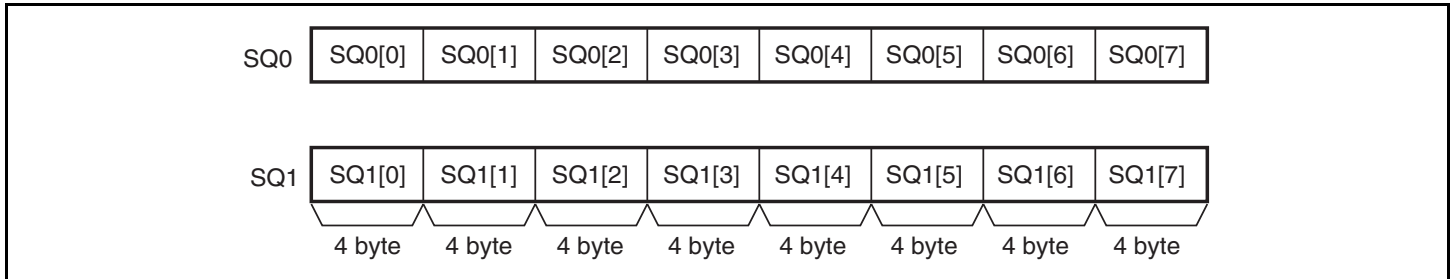 SQ0 SQ0[0] SQ0[1] SQ0[2] SQ0[3] SQ0[4] SQ0[5] SQ0[6] SQ0[7]
SQ1 SQ1[0] SQ1[1] SQ1[2] SQ1[3] SQ1[4] SQ1[5] SQ1[6] SQ1[7]
4 byte 4 byte 4 byte 4 byte 4 byte 4 byte 4 byte 4 byte